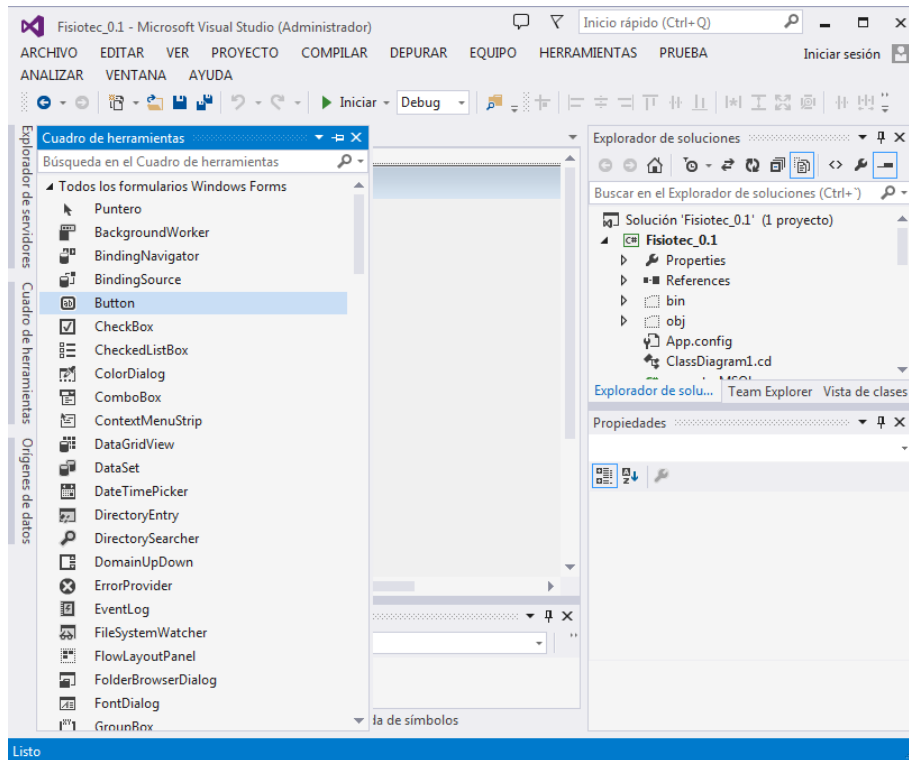 Fisiotec_0.1 - Microsoft Visual Studio (Administrador)
Inicio rápido (Ctrl+Q)
ARCHIVO EDITAR VER PROYECTO COMPILAR DEPURAR EQUIPO HERRAMIENTAS PRUEBA Iniciar sesión
ANALIZAR VENTANA AYUDA
Iniciar Debug
Explorador de servidores
Cuadro de herramientas
Orígenes de datos
Cuadro de herramientas
Búsqueda en el Cuadro de herramientas
Todos los formularios Windows Forms
Puntero
BackgroundWorker
BindingNavigator
BindingSource
Button
CheckBox
CheckedListBox
ColorDialog
ComboBox
ContextMenuStrip
DataGridView
DataSet
DateTimePicker
DirectoryEntry
DirectorySearcher
DomainUpDown
ErrorProvider
EventLog
FileSystemWatcher
FlowLayoutPanel
FolderBrowserDialog
FontDialog
GroupBox
da de símbolos
Explorador de soluciones
Buscar en el Explorador de soluciones (Ctrl+`)
Solución 'Fisiotec_0.1' (1 proyecto)
C# Fisiotec_0.1
Properties
References
bin
obj
App.config
ClassDiagram1.cd
Explorador de solu... Team Explorer Vista de clases
Propiedades
Listo